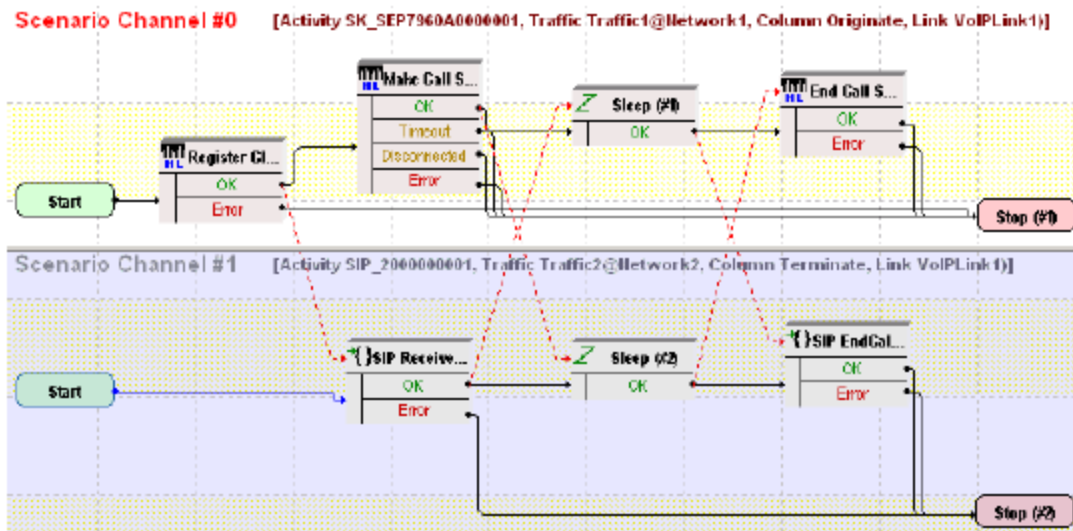 Scenario Channel #0 [Activity SK_SEP7960A0000001, Traffic Traffic1@Network1, Column Originate, Link VoIPLink1)]
Make Call S...
OK
Timeout
Disconnected
Error
Sleep (#1)
OK
HL End Call S...
OK
Error
HL Register Cl...
OK
Error
Start
Stop (#1)
Scenario Channel #1 [Activity SIP_2000000001, Traffic Traffic2@Network2, Column Terminate, Link VoIPLink1)]
{}SIP Receive...
OK
Error
Sleep (#2)
OK
{}SIP EndCal...
OK
Error
Start
Stop (#2)